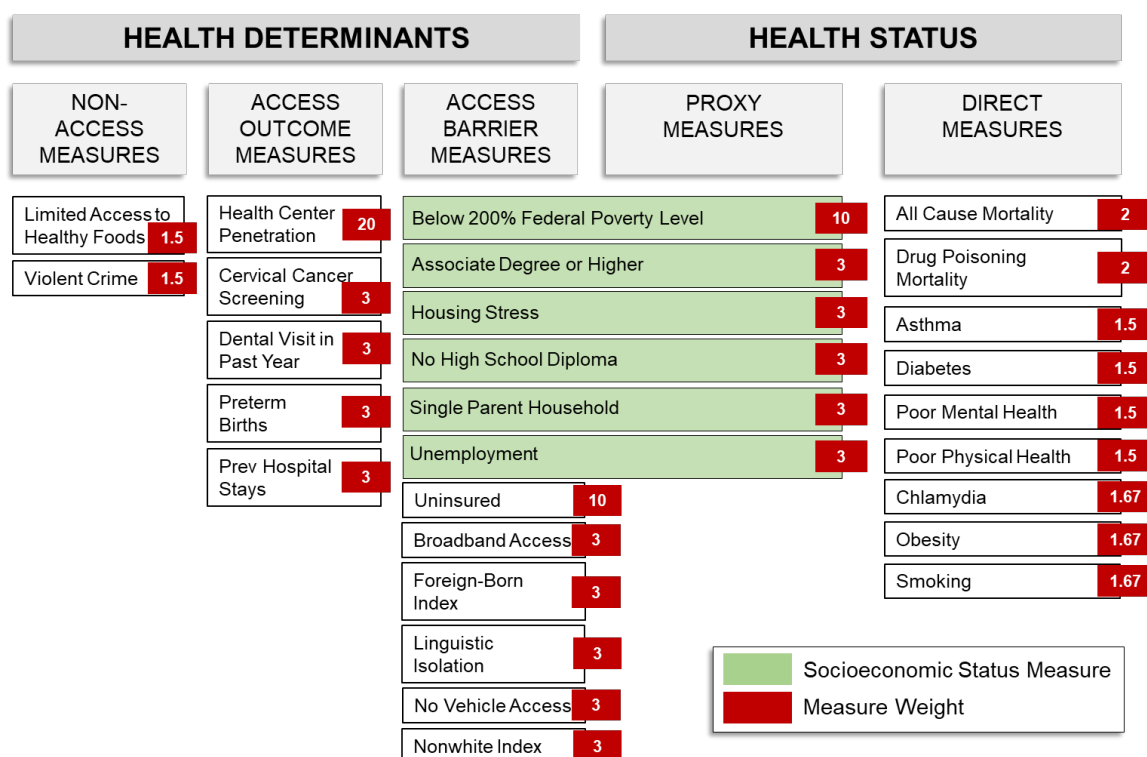 HEALTH DETERMINANTS
HEALTH STATUS
NON-
ACCESS
MEASURES
ACCESS
OUTCOME
MEASURES
ACCESS
BARRIER
MEASURES
PROXY
MEASURES
DIRECT
MEASURES
Limited Access to
Healthy Foods 1.5
Violent Crime 1.5
Health Center
Penetration
20
Cervical Cancer
Screening 3
Dental Visit in
Past Year
3
Preterm
Births
3
Prev Hospital
Stays
3
Below 200% Federal Poverty Level 10
Associate Degree or Higher 3
Housing Stress 3
No High School Diploma 3
Single Parent Household 3
Unemployment 3
Uninsured 10
Broadband Access 3
Foreign-Born
Index
3
Linguistic
Isolation
3
No Vehicle Access 3
Nonwhite Index 3
All Cause Mortality 2
Drug Poisoning
Mortality
2
Asthma 1.5
Diabetes 1.5
Poor Mental Health 1.5
Poor Physical Health 1.5
Chlamydia 1.67
Obesity 1.67
Smoking 1.67
Socioeconomic Status Measure
Measure Weight